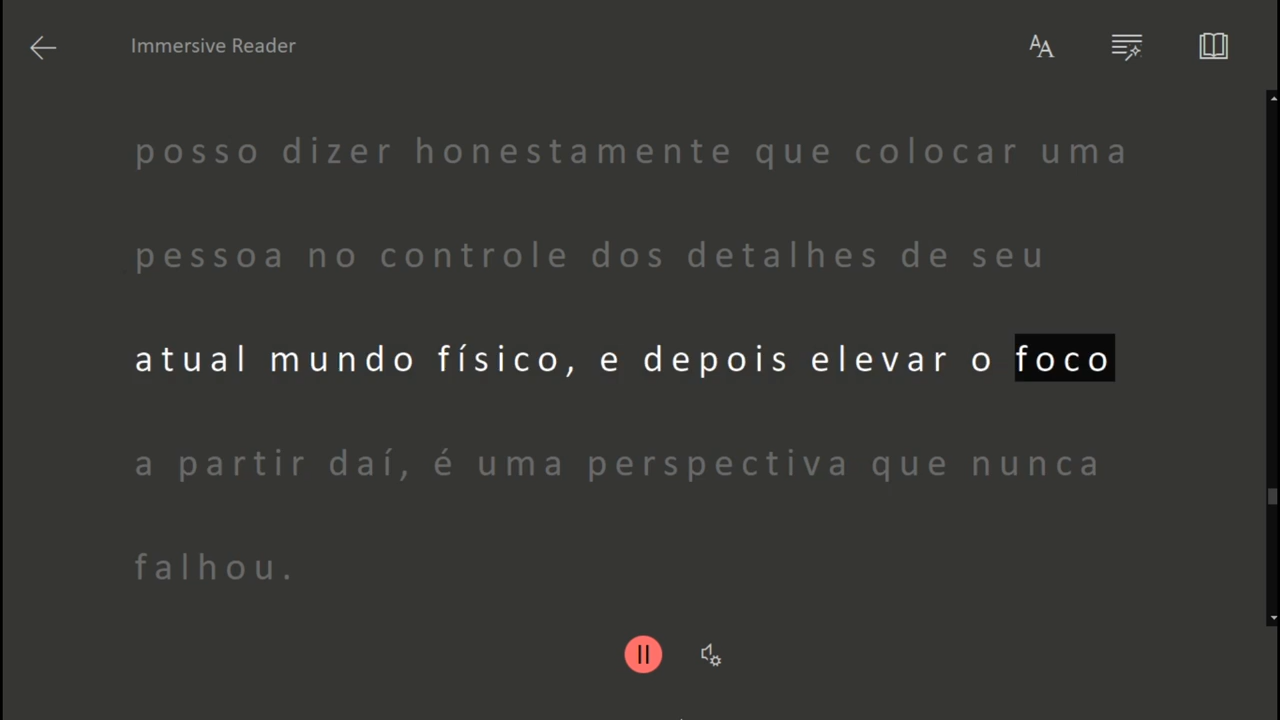 Immersive Reader
posso dizer honestamente que colocar uma
pessoa no controle dos detalhes de seu
atual mundo físico, e depois elevar o foco
a partir daí, é uma perspectiva que nunca
falhou.